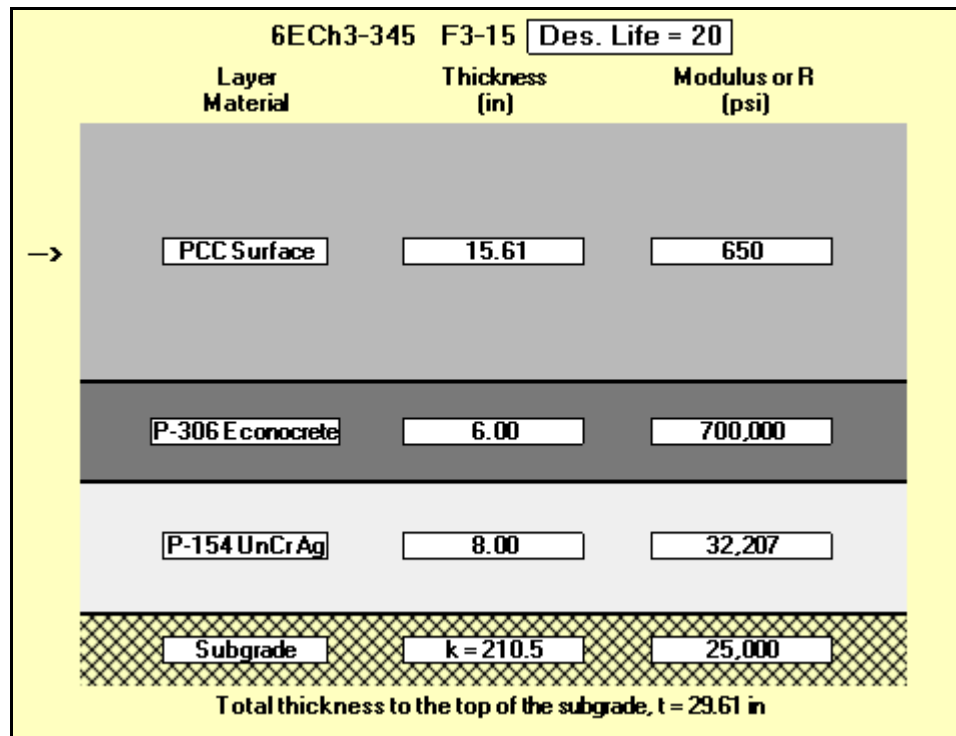 6ECh3-345 F3-15 Des. Life = 20
Layer Material Thickness (in) Modulus or R (psi)
--> PCC Surface 15.61 650
P-306 Econocrete 6.00 700,000
P-154 UnCrAg 8.00 32,207
Subgrade k = 210.5 25,000
Total thickness to the top of the subgrade, t = 29.61 in